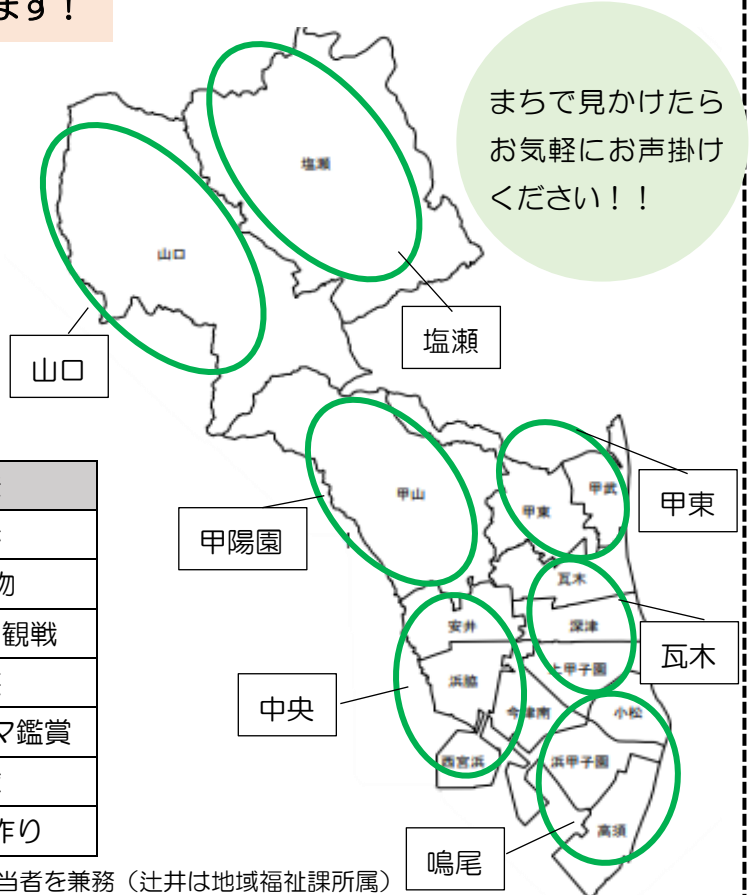 ます！
まちで見かけたら
お気軽にお声掛け
ください！！
塩瀬
山口
塩瀬
山口
甲山
甲東
甲武
甲東
甲陽園
瓦木
安井
深津
瓦木
上甲子園
浜脇
中央
今津南
小松
西宮浜
浜甲子園
高須
鳴尾
物
観戦
マ鑑賞
作り
当者を兼務（辻井は地域福祉課所属）